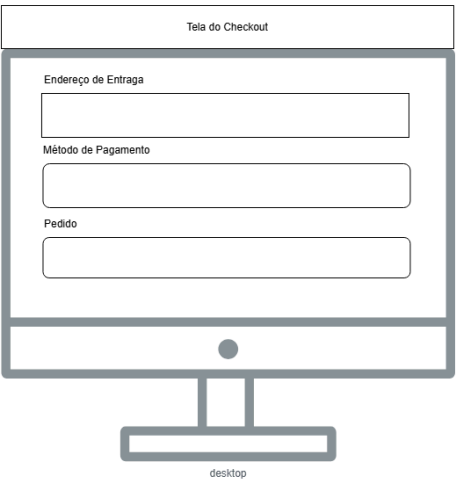 Tela do Checkout
Endereço de Entraga
Método de Pagamento
Pedido
desktop